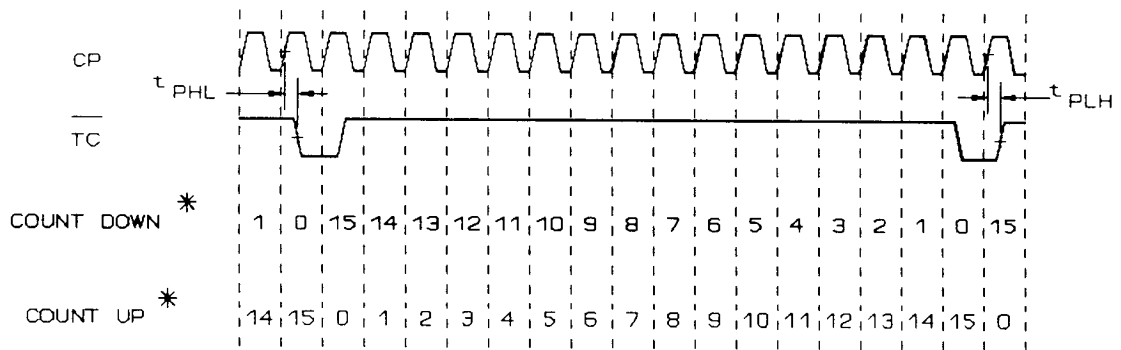 CP
t PHL
t PLH
TC
COUNT DOWN * 1 0 15 14 13 12 11 10 9 8 7 6 5 4 3 2 1 0 15
COUNT UP * 14 15 0 1 2 3 4 5 6 7 8 9 10 11 12 13 14 15 0